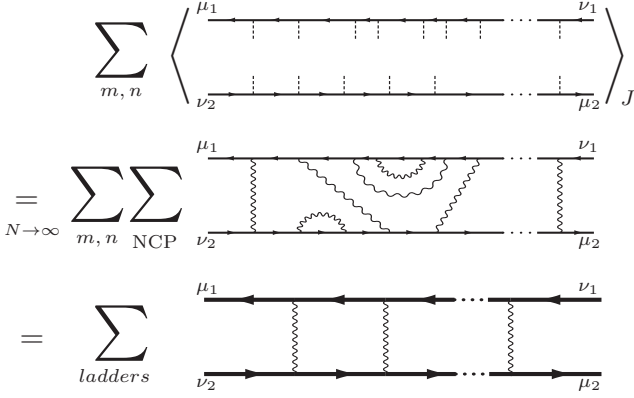 μ₁ ν₁
∑ ⟨ ··· ⟩ J
m, n
ν₂ μ₂
μ₁ ν₁
= ∑ ∑ ···
N→∞ m, n NCP
ν₂ ··· μ₂
μ₁ ν₁
= ∑ ···
ladders
ν₂ ··· μ₂